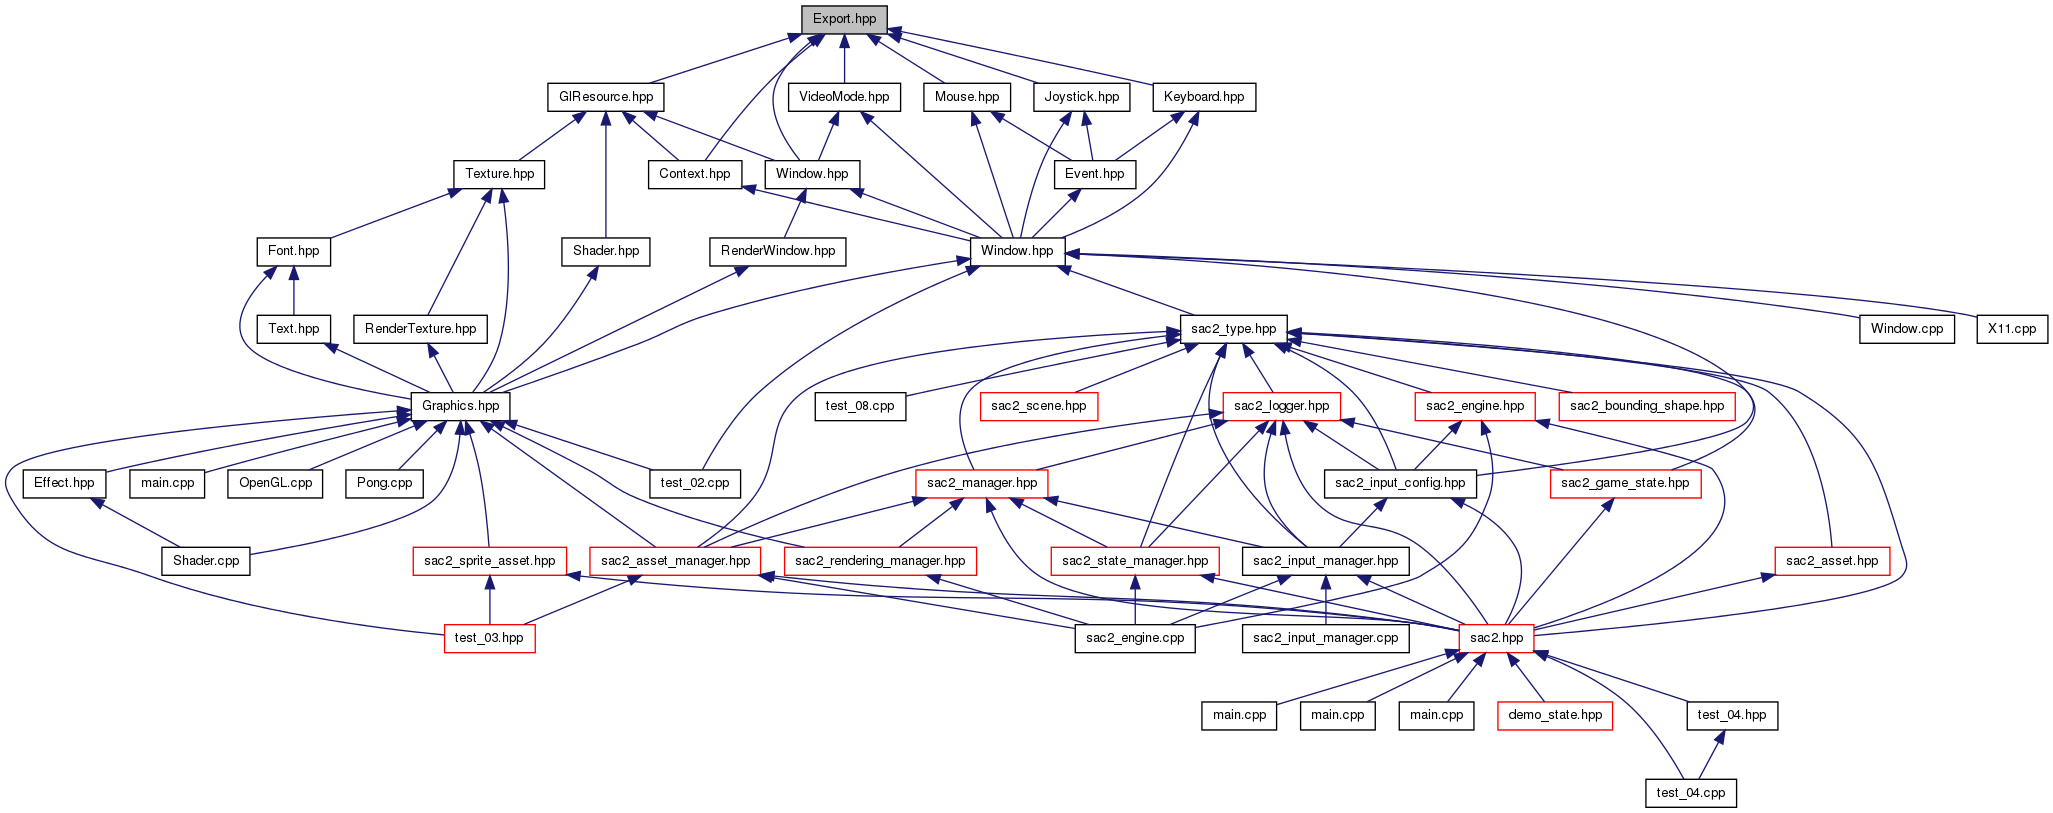 Export.hpp
GlResource.hpp
VideoMode.hpp
Mouse.hpp
Joystick.hpp
Keyboard.hpp
Texture.hpp
Context.hpp
Window.hpp
Event.hpp
Font.hpp
Shader.hpp
RenderWindow.hpp
Window.hpp
Text.hpp
RenderTexture.hpp
sac2_type.hpp
Window.cpp
X11.cpp
Graphics.hpp
test_08.cpp
sac2_scene.hpp
sac2_logger.hpp
sac2_engine.hpp
sac2_bounding_shape.hpp
Effect.hpp
main.cpp
OpenGL.cpp
Pong.cpp
test_02.cpp
sac2_manager.hpp
sac2_input_config.hpp
sac2_game_state.hpp
Shader.cpp
sac2_sprite_asset.hpp
sac2_asset_manager.hpp
sac2_rendering_manager.hpp
sac2_state_manager.hpp
sac2_input_manager.hpp
sac2_asset.hpp
test_03.hpp
sac2_engine.cpp
sac2_input_manager.cpp
sac2.hpp
main.cpp
main.cpp
main.cpp
demo_state.hpp
test_04.hpp
test_04.cpp